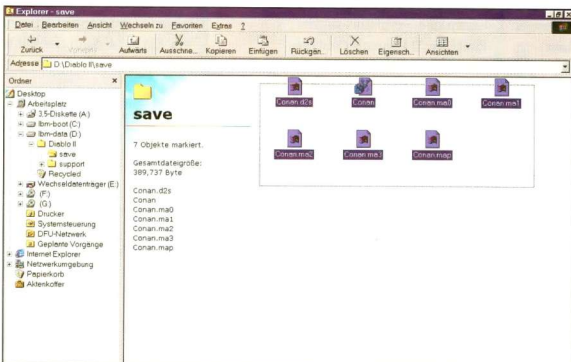 Explorer - save
Datei Bearbeiten Ansicht Wechseln zu Favoriten Extras ?
Zurück Aufwärts Ausschne... Kopieren Einfügen Rückgän... Löschen Eigensch... Ansichten
Adresse D:\Diablo II\save
Ordner
Desktop
Arbeitsplatz
3,5-Diskette (A:)
Ibm-boot (C:)
Ibm-data (D:)
Diablo II
save
support
Recycled
Wechseldatenträger (E:)
(F:)
(G:)
Drucker
Systemsteuerung
DFÜ-Netzwerk
Geplante Vorgänge
Internet Explorer
Netzwerkumgebung
Papierkorb
Aktenkoffer
save
7 Objekte markiert.
Gesamtdateigröße:
389,737 Byte
Conan.d2s
Conan
Conan.ma0
Conan.ma1
Conan.ma2
Conan.ma3
Conan.map
Conan.d2s Conan Conan.ma0 Conan.ma1
Conan.ma2 Conan.ma3 Conan.map